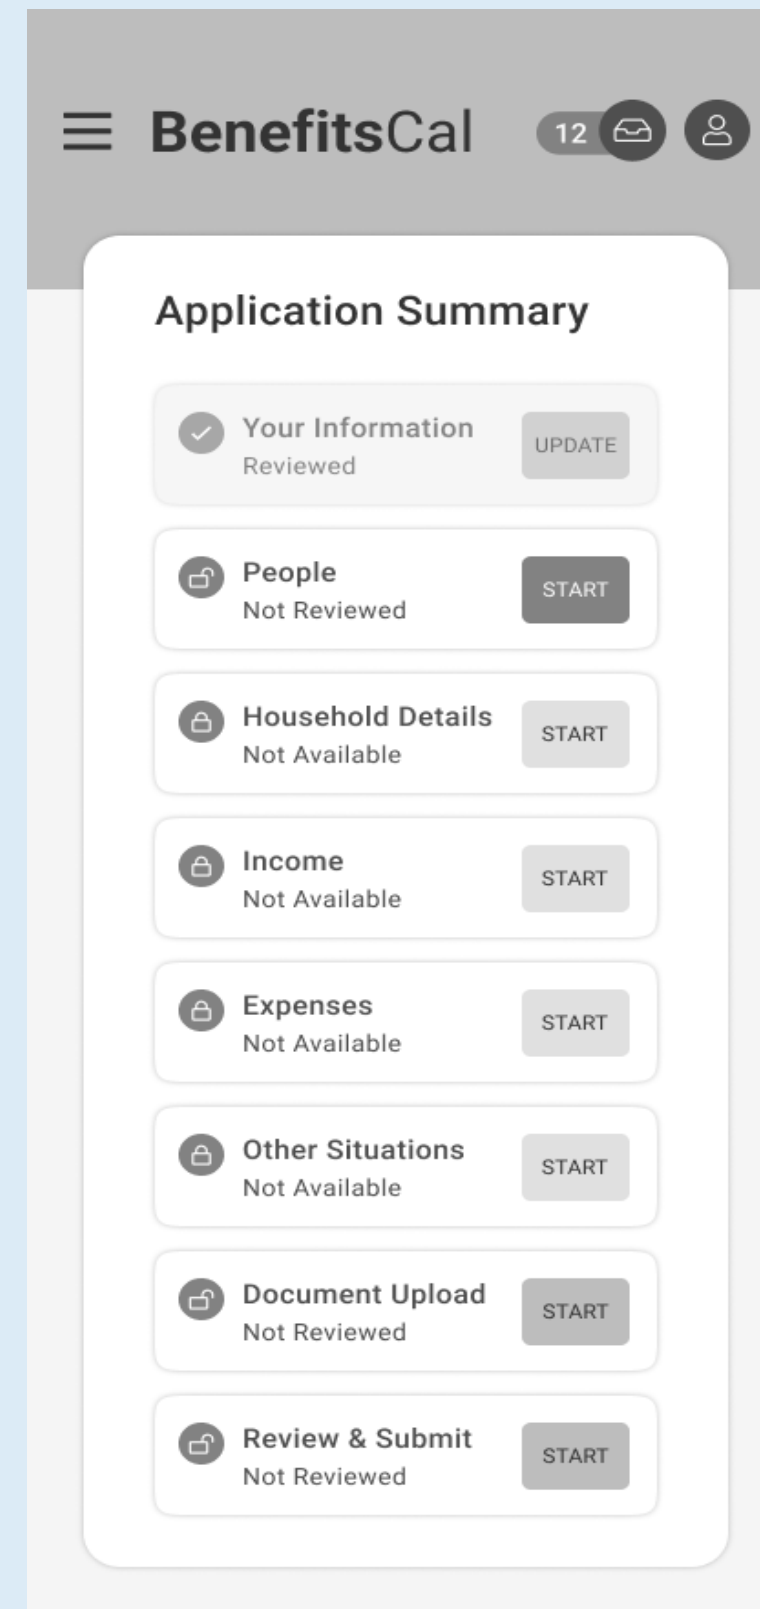 BenefitsCal
12
Application Summary
Your Information
Reviewed
UPDATE
People
Not Reviewed
START
Household Details
Not Available
START
Income
Not Available
START
Expenses
Not Available
START
Other Situations
Not Available
START
Document Upload
Not Reviewed
START
Review & Submit
Not Reviewed
START